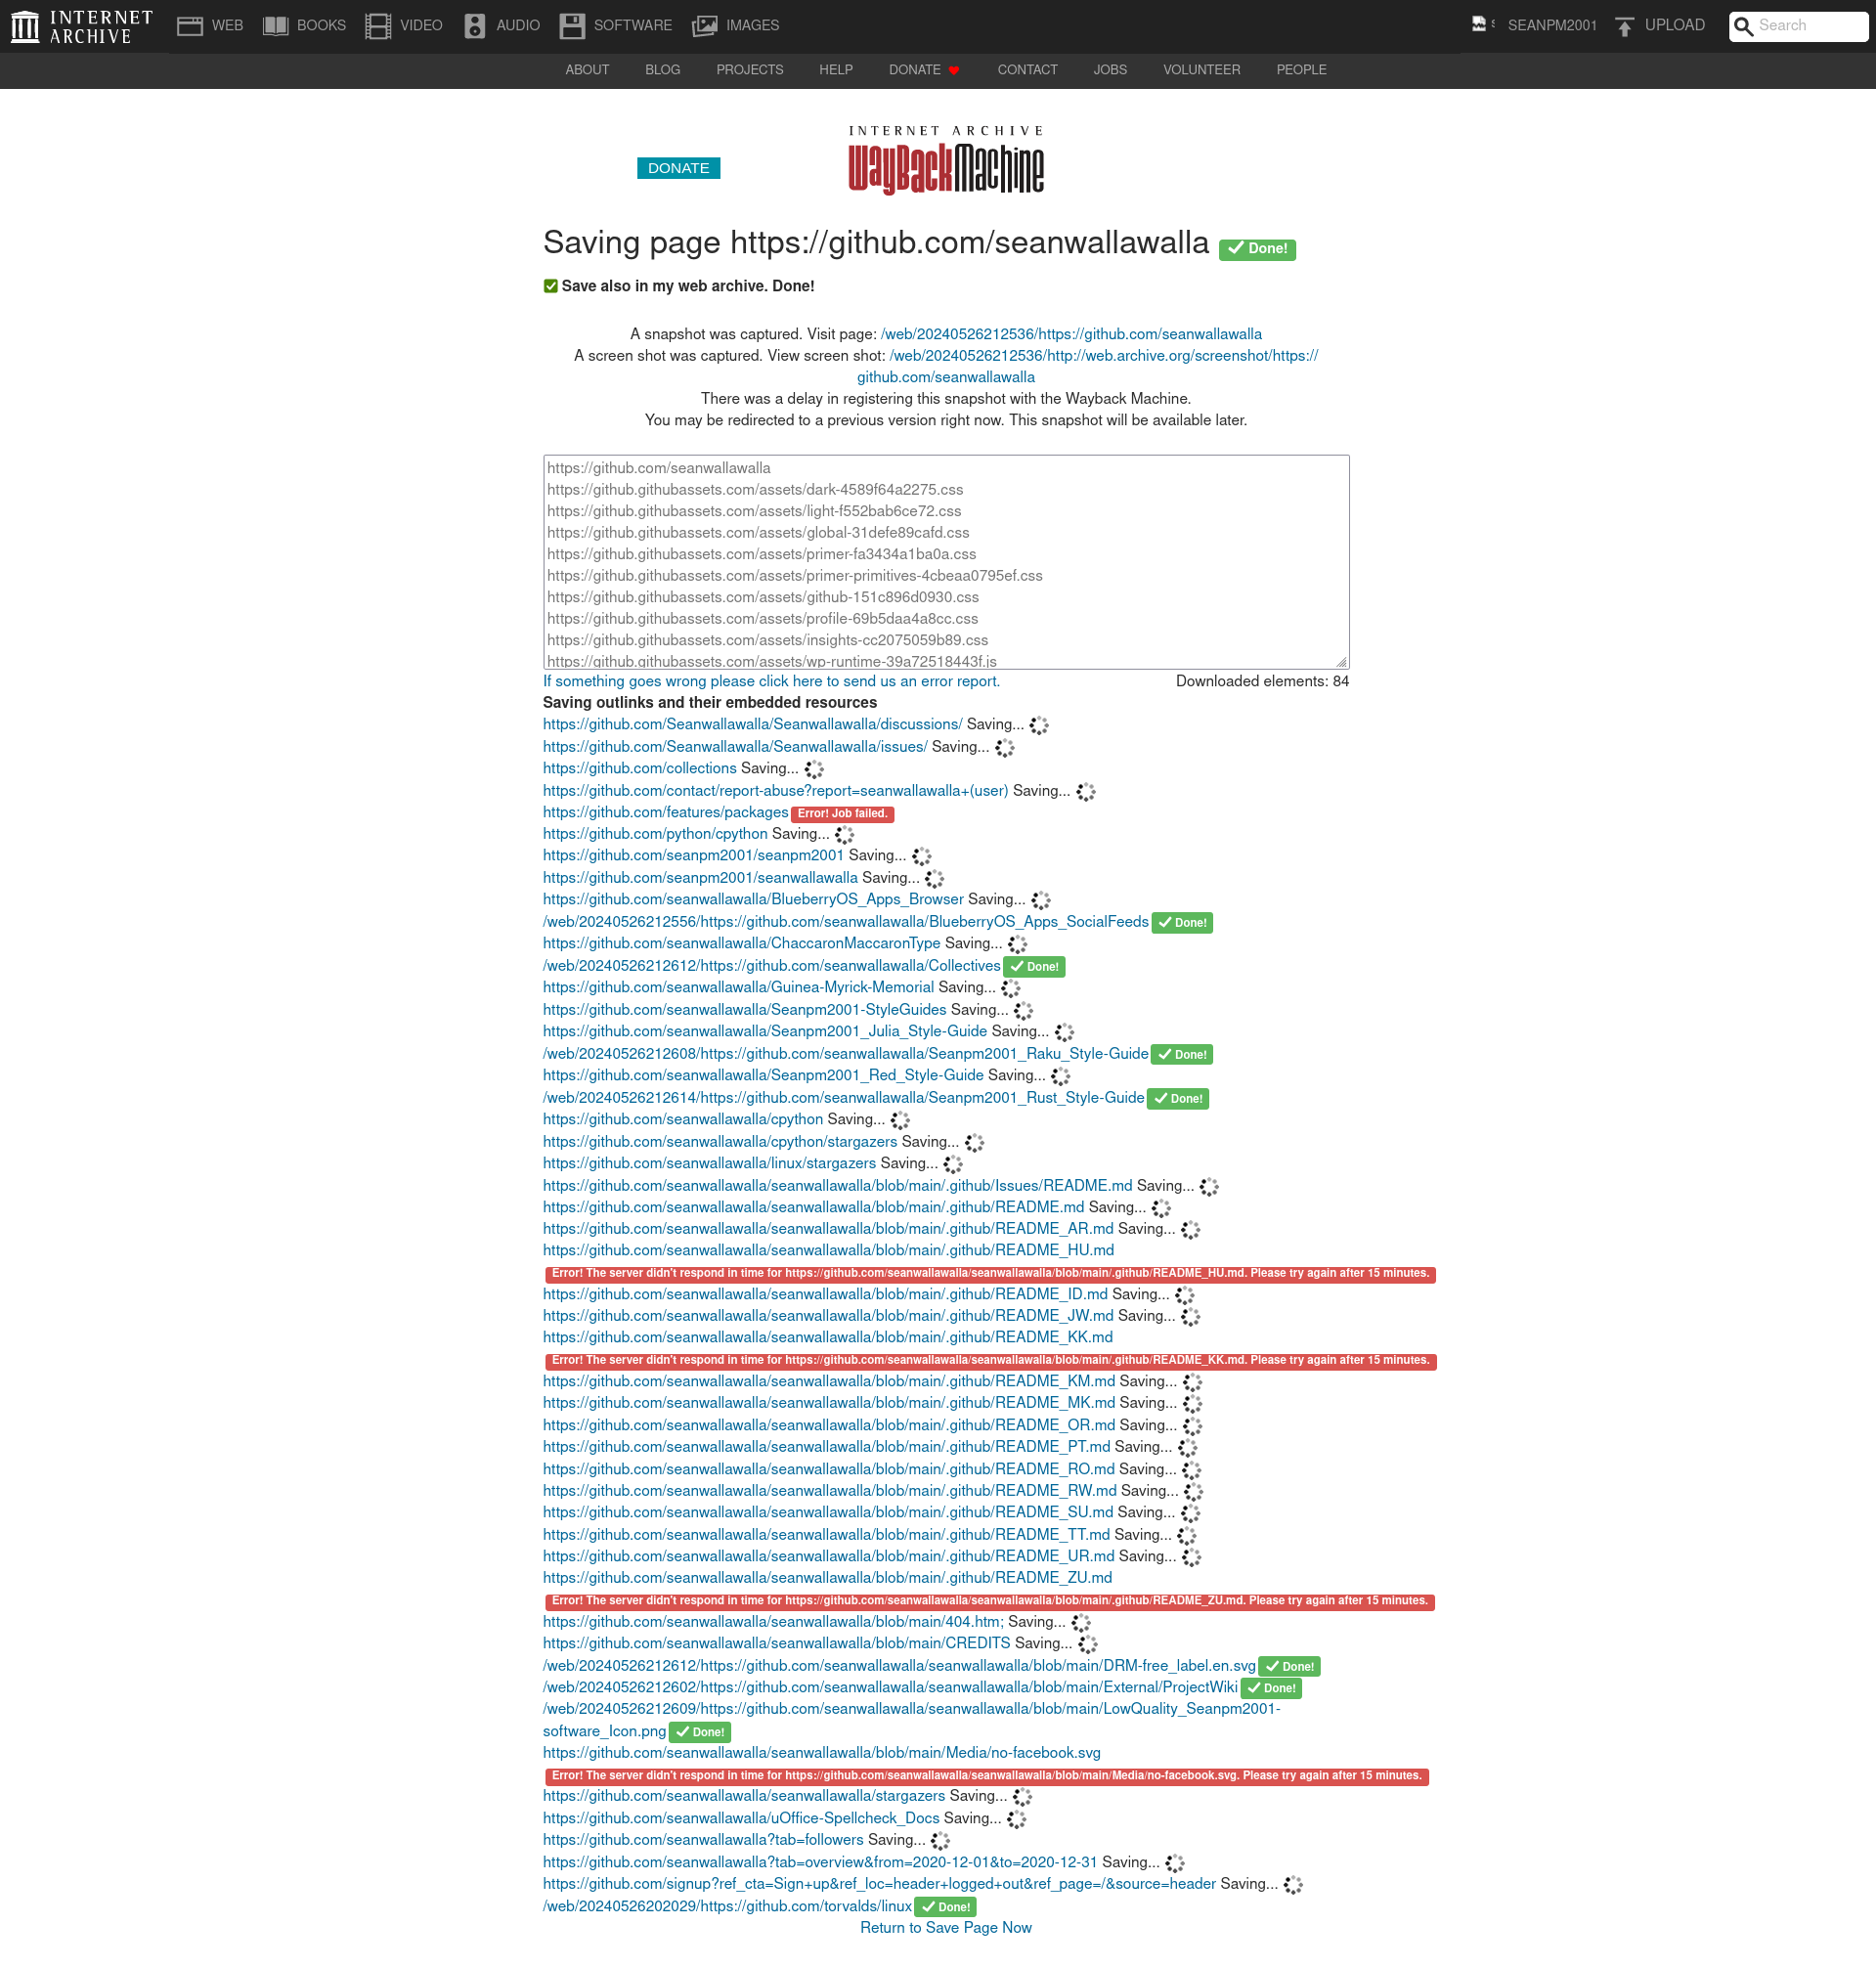 INTERNET ARCHIVE
WEB
BOOKS
VIDEO
AUDIO
SOFTWARE
IMAGES
SEANPM2001
UPLOAD
Search
ABOUT BLOG PROJECTS HELP DONATE CONTACT JOBS VOLUNTEER PEOPLE
DONATE
INTERNET ARCHIVE
WayBackMachine
Saving page https://github.com/seanwallawalla Done!
Save also in my web archive. Done!
A snapshot was captured. Visit page: /web/20240526212536/https://github.com/seanwallawalla
A screen shot was captured. View screen shot: /web/20240526212536/http://web.archive.org/screenshot/https://
github.com/seanwallawalla
There was a delay in registering this snapshot with the Wayback Machine.
You may be redirected to a previous version right now. This snapshot will be available later.
https://github.com/seanwallawalla
https://github.githubassets.com/assets/dark-4589f64a2275.css
https://github.githubassets.com/assets/light-f552bab6ce72.css
https://github.githubassets.com/assets/global-31defe89cafd.css
https://github.githubassets.com/assets/primer-fa3434a1ba0a.css
https://github.githubassets.com/assets/primer-primitives-4cbeaa0795ef.css
https://github.githubassets.com/assets/github-151c896d0930.css
https://github.githubassets.com/assets/profile-69b5daa4a8cc.css
https://github.githubassets.com/assets/insights-cc2075059b89.css
https://github.githubassets.com/assets/wp-runtime-39a72518443f.js
If something goes wrong please click here to send us an error report. Downloaded elements: 84
Saving outlinks and their embedded resources
https://github.com/Seanwallawalla/Seanwallawalla/discussions/ Saving...
https://github.com/Seanwallawalla/Seanwallawalla/issues/ Saving...
https://github.com/collections Saving...
https://github.com/contact/report-abuse?report=seanwallawalla+(user) Saving...
https://github.com/features/packages Error! Job failed.
https://github.com/python/cpython Saving...
https://github.com/seanpm2001/seanpm2001 Saving...
https://github.com/seanpm2001/seanwallawalla Saving...
https://github.com/seanwallawalla/BlueberryOS_Apps_Browser Saving...
/web/20240526212556/https://github.com/seanwallawalla/BlueberryOS_Apps_SocialFeeds Done!
https://github.com/seanwallawalla/ChaccaronMaccaronType Saving...
/web/20240526212612/https://github.com/seanwallawalla/Collectives Done!
https://github.com/seanwallawalla/Guinea-Myrick-Memorial Saving...
https://github.com/seanwallawalla/Seanpm2001-StyleGuides Saving...
https://github.com/seanwallawalla/Seanpm2001_Julia_Style-Guide Saving...
/web/20240526212608/https://github.com/seanwallawalla/Seanpm2001_Raku_Style-Guide Done!
https://github.com/seanwallawalla/Seanpm2001_Red_Style-Guide Saving...
/web/20240526212614/https://github.com/seanwallawalla/Seanpm2001_Rust_Style-Guide Done!
https://github.com/seanwallawalla/cpython Saving...
https://github.com/seanwallawalla/cpython/stargazers Saving...
https://github.com/seanwallawalla/linux/stargazers Saving...
https://github.com/seanwallawalla/seanwallawalla/blob/main/.github/Issues/README.md Saving...
https://github.com/seanwallawalla/seanwallawalla/blob/main/.github/README.md Saving...
https://github.com/seanwallawalla/seanwallawalla/blob/main/.github/README_AR.md Saving...
https://github.com/seanwallawalla/seanwallawalla/blob/main/.github/README_HU.md
Error! The server didn't respond in time for https://github.com/seanwallawalla/seanwallawalla/blob/main/.github/README_HU.md. Please try again after 15 minutes.
https://github.com/seanwallawalla/seanwallawalla/blob/main/.github/README_ID.md Saving...
https://github.com/seanwallawalla/seanwallawalla/blob/main/.github/README_JW.md Saving...
https://github.com/seanwallawalla/seanwallawalla/blob/main/.github/README_KK.md
Error! The server didn't respond in time for https://github.com/seanwallawalla/seanwallawalla/blob/main/.github/README_KK.md. Please try again after 15 minutes.
https://github.com/seanwallawalla/seanwallawalla/blob/main/.github/README_KM.md Saving...
https://github.com/seanwallawalla/seanwallawalla/blob/main/.github/README_MK.md Saving...
https://github.com/seanwallawalla/seanwallawalla/blob/main/.github/README_OR.md Saving...
https://github.com/seanwallawalla/seanwallawalla/blob/main/.github/README_PT.md Saving...
https://github.com/seanwallawalla/seanwallawalla/blob/main/.github/README_RO.md Saving...
https://github.com/seanwallawalla/seanwallawalla/blob/main/.github/README_RW.md Saving...
https://github.com/seanwallawalla/seanwallawalla/blob/main/.github/README_SU.md Saving...
https://github.com/seanwallawalla/seanwallawalla/blob/main/.github/README_TT.md Saving...
https://github.com/seanwallawalla/seanwallawalla/blob/main/.github/README_UR.md Saving...
https://github.com/seanwallawalla/seanwallawalla/blob/main/.github/README_ZU.md
Error! The server didn't respond in time for https://github.com/seanwallawalla/seanwallawalla/blob/main/.github/README_ZU.md. Please try again after 15 minutes.
https://github.com/seanwallawalla/seanwallawalla/blob/main/404.htm; Saving...
https://github.com/seanwallawalla/seanwallawalla/blob/main/CREDITS Saving...
/web/20240526212612/https://github.com/seanwallawalla/seanwallawalla/blob/main/DRM-free_label.en.svg Done!
/web/20240526212602/https://github.com/seanwallawalla/seanwallawalla/blob/main/External/ProjectWiki Done!
/web/20240526212609/https://github.com/seanwallawalla/seanwallawalla/blob/main/LowQuality_Seanpm2001-
software_Icon.png Done!
https://github.com/seanwallawalla/seanwallawalla/blob/main/Media/no-facebook.svg
Error! The server didn't respond in time for https://github.com/seanwallawalla/seanwallawalla/blob/main/Media/no-facebook.svg. Please try again after 15 minutes.
https://github.com/seanwallawalla/seanwallawalla/stargazers Saving...
https://github.com/seanwallawalla/uOffice-Spellcheck_Docs Saving...
https://github.com/seanwallawalla?tab=followers Saving...
https://github.com/seanwallawalla?tab=overview&from=2020-12-01&to=2020-12-31 Saving...
https://github.com/signup?ref_cta=Sign+up&ref_loc=header+logged+out&ref_page=/&source=header Saving...
/web/20240526202029/https://github.com/torvalds/linux Done!
Return to Save Page Now